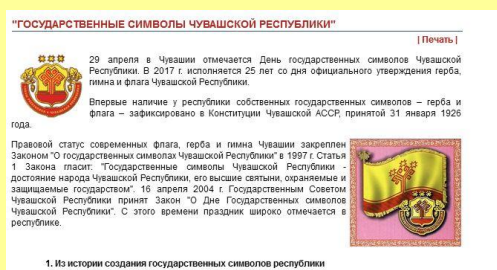 "ГОСУДАРСТВЕННЫЕ СИМВОЛЫ ЧУВАШСКОЙ РЕСПУБЛИКИ"
| Печать |
29 апреля в Чувашии отмечается День государственных символов Чувашской
Республики. В 2017 г. исполняется 25 лет со дня официального утверждения герба,
гимна и флага Чувашской Республики.
Впервые наличие у республики собственных государственных символов – герба и
флага – зафиксировано в Конституции Чувашской АССР, принятой 31 января 1926
года.
Правовой статус современных флага, герба и гимна Чувашии закреплен
Законом "О государственных символах Чувашской Республики" в 1997 г. Статья
1 Закона гласит: "Государственные символы Чувашской Республики -
достояние народа Чувашской Республики, его высшие святыни, охраняемые и
защищаемые государством". 16 апреля 2004 г. Государственным Советом
Чувашской Республики принят Закон "О Дне Государственных символов
Чувашской Республики". С этого времени праздник широко отмечается в
республике.
1. Из истории создания государственных символов республики